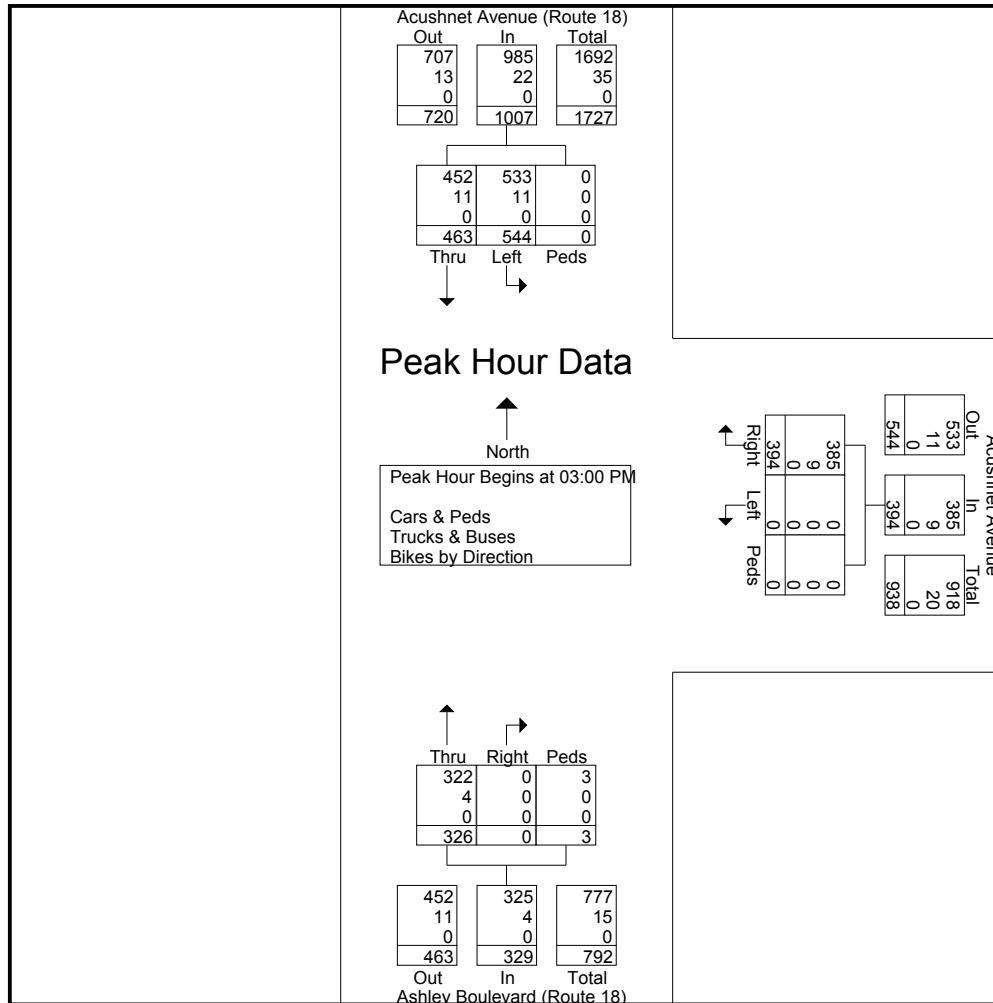 Acushnet Avenue (Route 18)
Out In Total
707 985 1692
13 22 35
0 0 0
720 1007 1727
452 533 0
11 11 0
0 0 0
463 544 0
Thru Left Peds
Peak Hour Data
North
Peak Hour Begins at 03:00 PM
Cars & Peds
Trucks & Buses
Bikes by Direction
Acushnet Avenue
Out In Total
533 385 918
11 9 20
0 0 0
544 394 938
385 0 0
9 0 0
0 0 0
394 0 0
Right Left Peds
Thru Right Peds
322 0 3
4 0 0
0 0 0
326 0 3
452 325 777
11 4 15
0 0 0
463 329 792
Out In Total
Ashley Boulevard (Route 18)